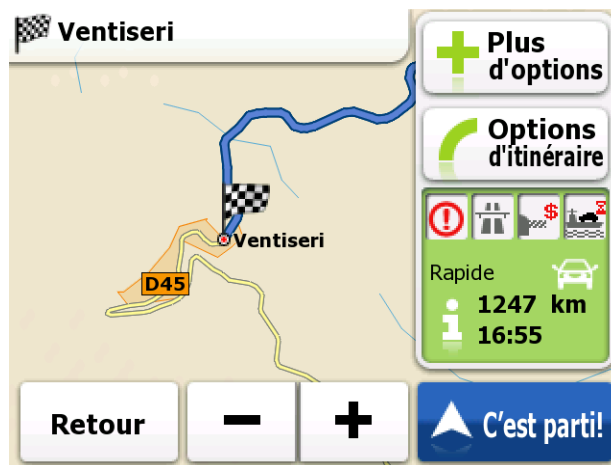 Ventiseri
Plus
d'options
Options
d'itinéraire
$
Ventiseri
D45
Rapide
1247 km
16:55
Retour
C'est parti!